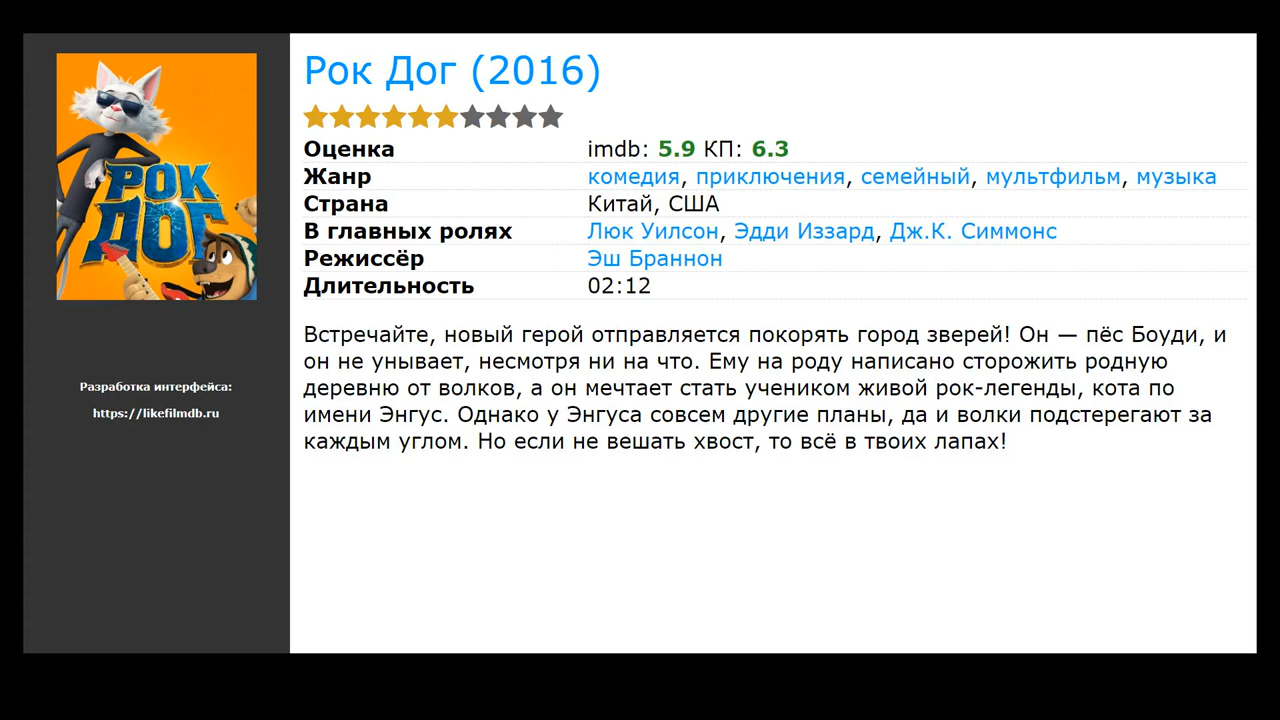 РОК
ДОГ
Разработка интерфейса:
https://likefilmdb.ru
Рок Дог (2016)
Оценка imdb: 5.9 КП: 6.3
Жанр комедия, приключения, семейный, мультфильм, музыка
Страна Китай, США
В главных ролях Люк Уилсон, Эдди Иззард, Дж.К. Симмонс
Режиссёр Эш Браннон
Длительность 02:12
Встречайте, новый герой отправляется покорять город зверей! Он — пёс Боуди, и
он не унывает, несмотря ни на что. Ему на роду написано сторожить родную
деревню от волков, а он мечтает стать учеником живой рок-легенды, кота по
имени Энгус. Однако у Энгуса совсем другие планы, да и волки подстерегают за
каждым углом. Но если не вешать хвост, то всё в твоих лапах!